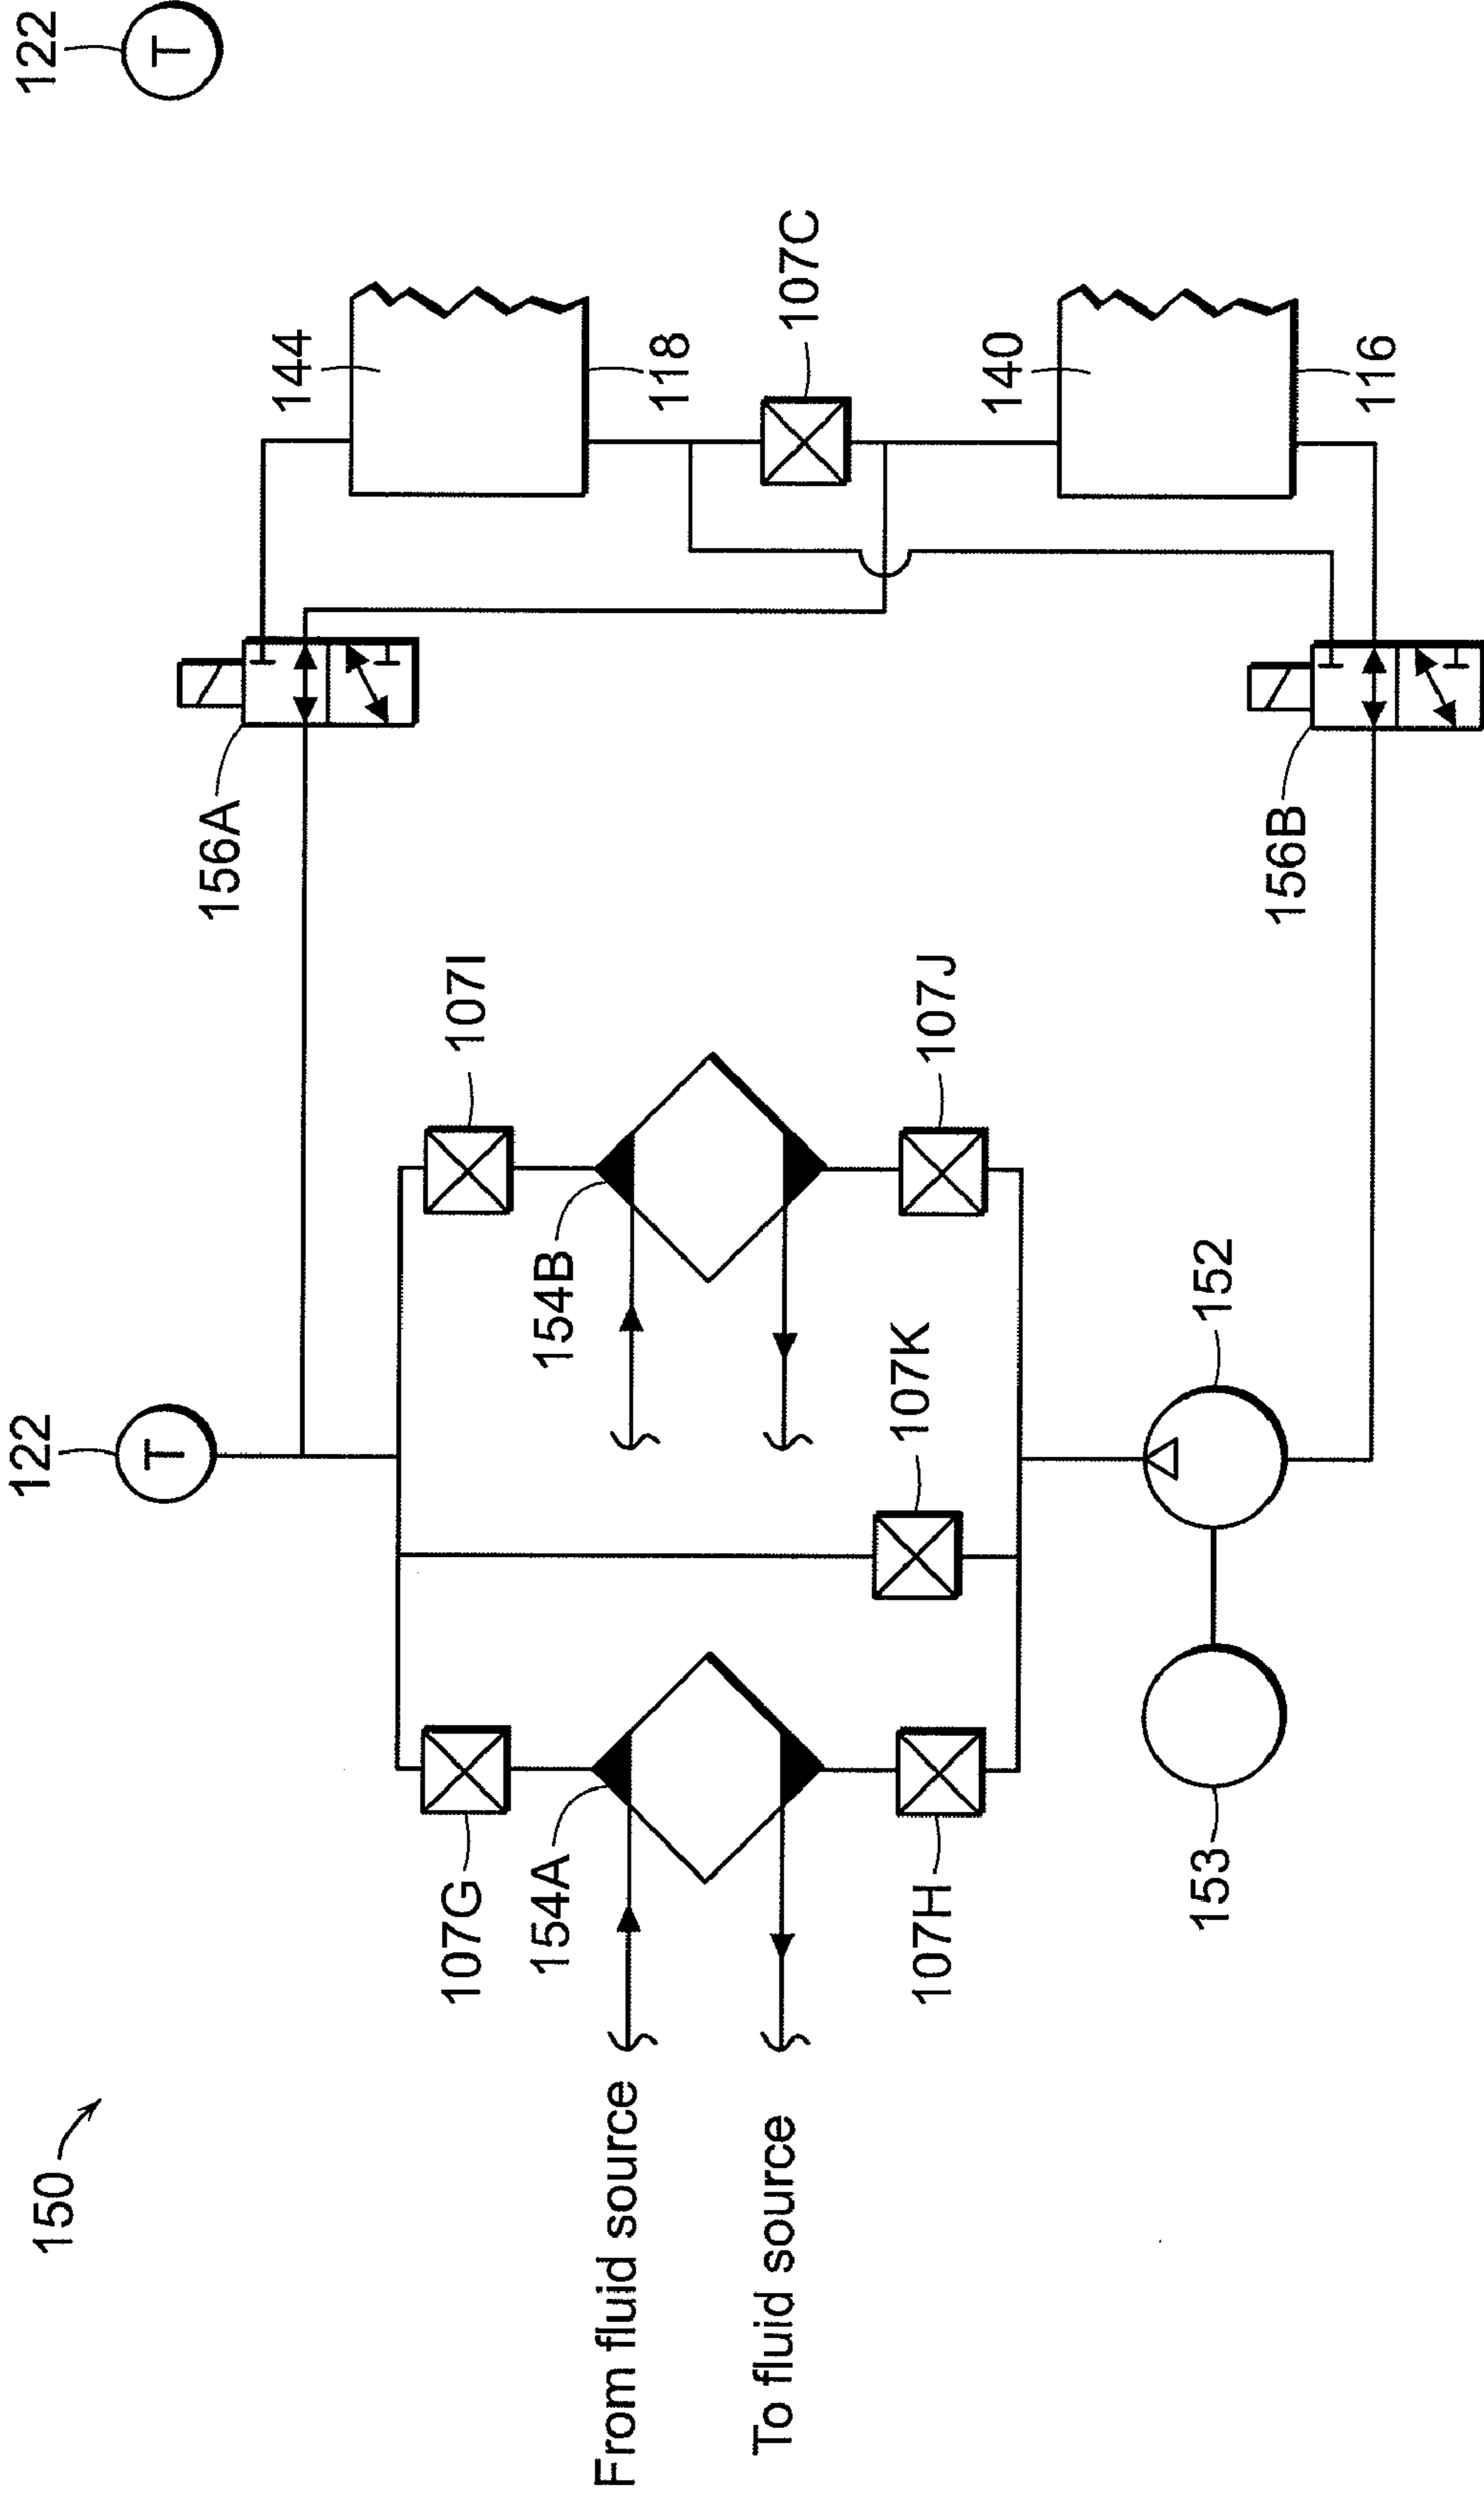 150
122
122
T
T
144
118
107C
140
116
156A
156B
107I
107J
154B
107K
152
107G
154A
107H
153
From fluid source
To fluid source